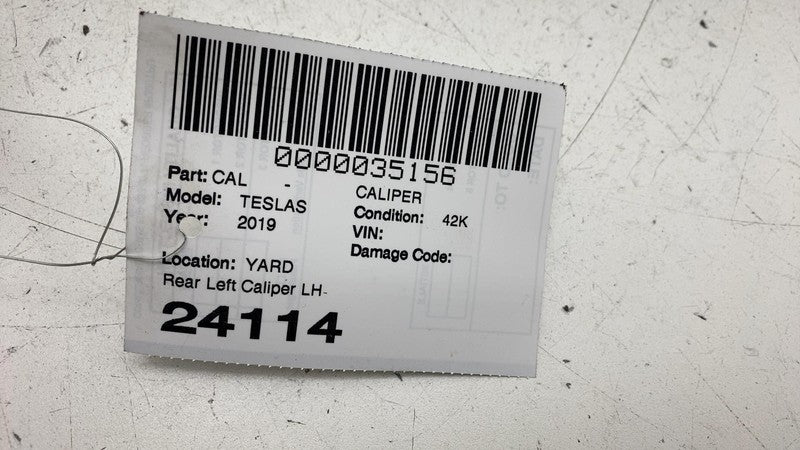 0000035156
Part: CAL - CALIPER
Model: TESLAS Condition: 42K
Year: 2019 VIN:
Damage Code:
Location: YARD
Rear Left Caliper LH-
24114